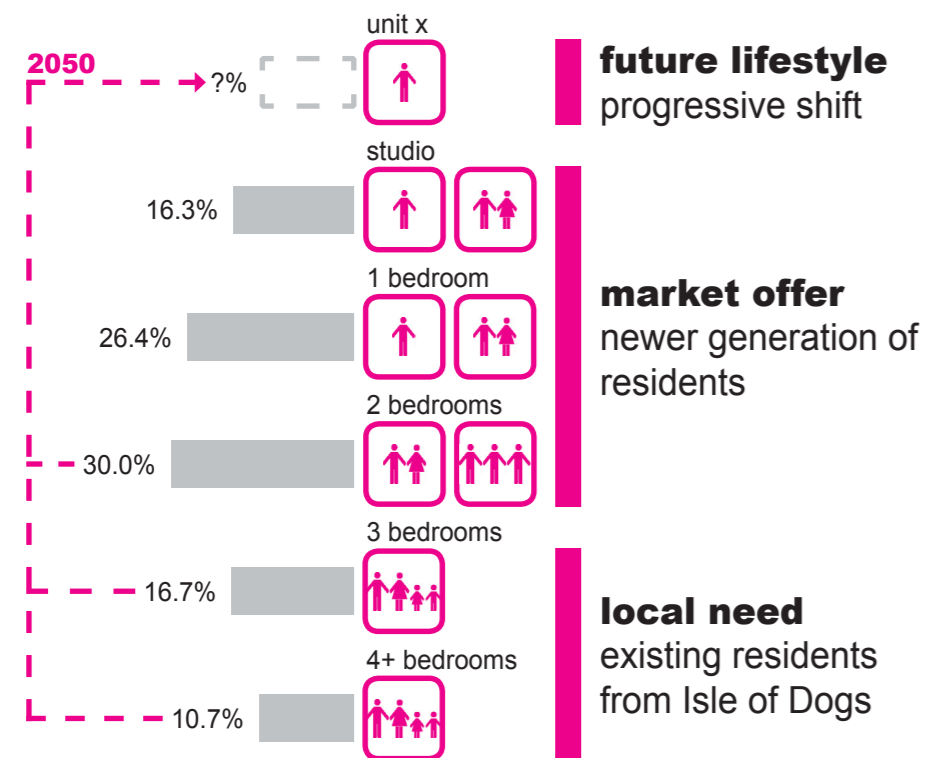 unit x
2050
?%
future lifestyle
progressive shift
studio
16.3%
1 bedroom
26.4%
market offer
newer generation of
residents
2 bedrooms
30.0%
3 bedrooms
16.7%
local need
existing residents
from Isle of Dogs
4+ bedrooms
10.7%